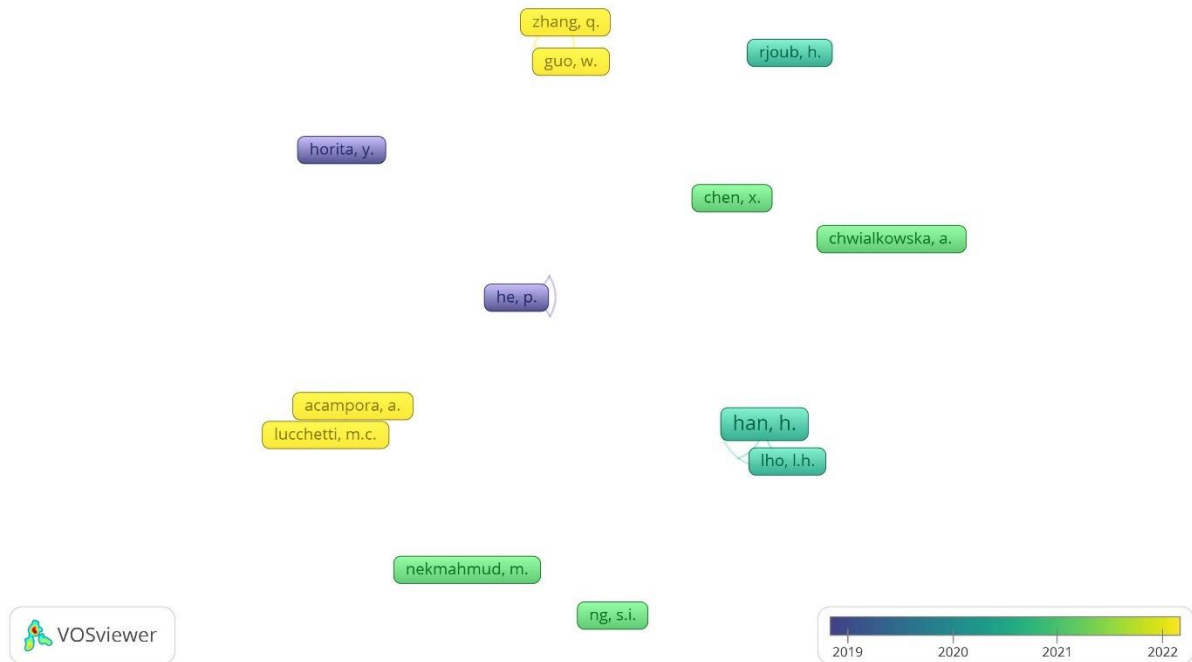 zhang, q.
guo, w.
rjoub, h.
horita, y.
chen, x.
chwialkowska, a.
he, p.
acampora, a.
lucchetti, m.c.
han, h.
lho, l.h.
nekmahmud, m.
ng, s.i.
VOSviewer
2019 2020 2021 2022